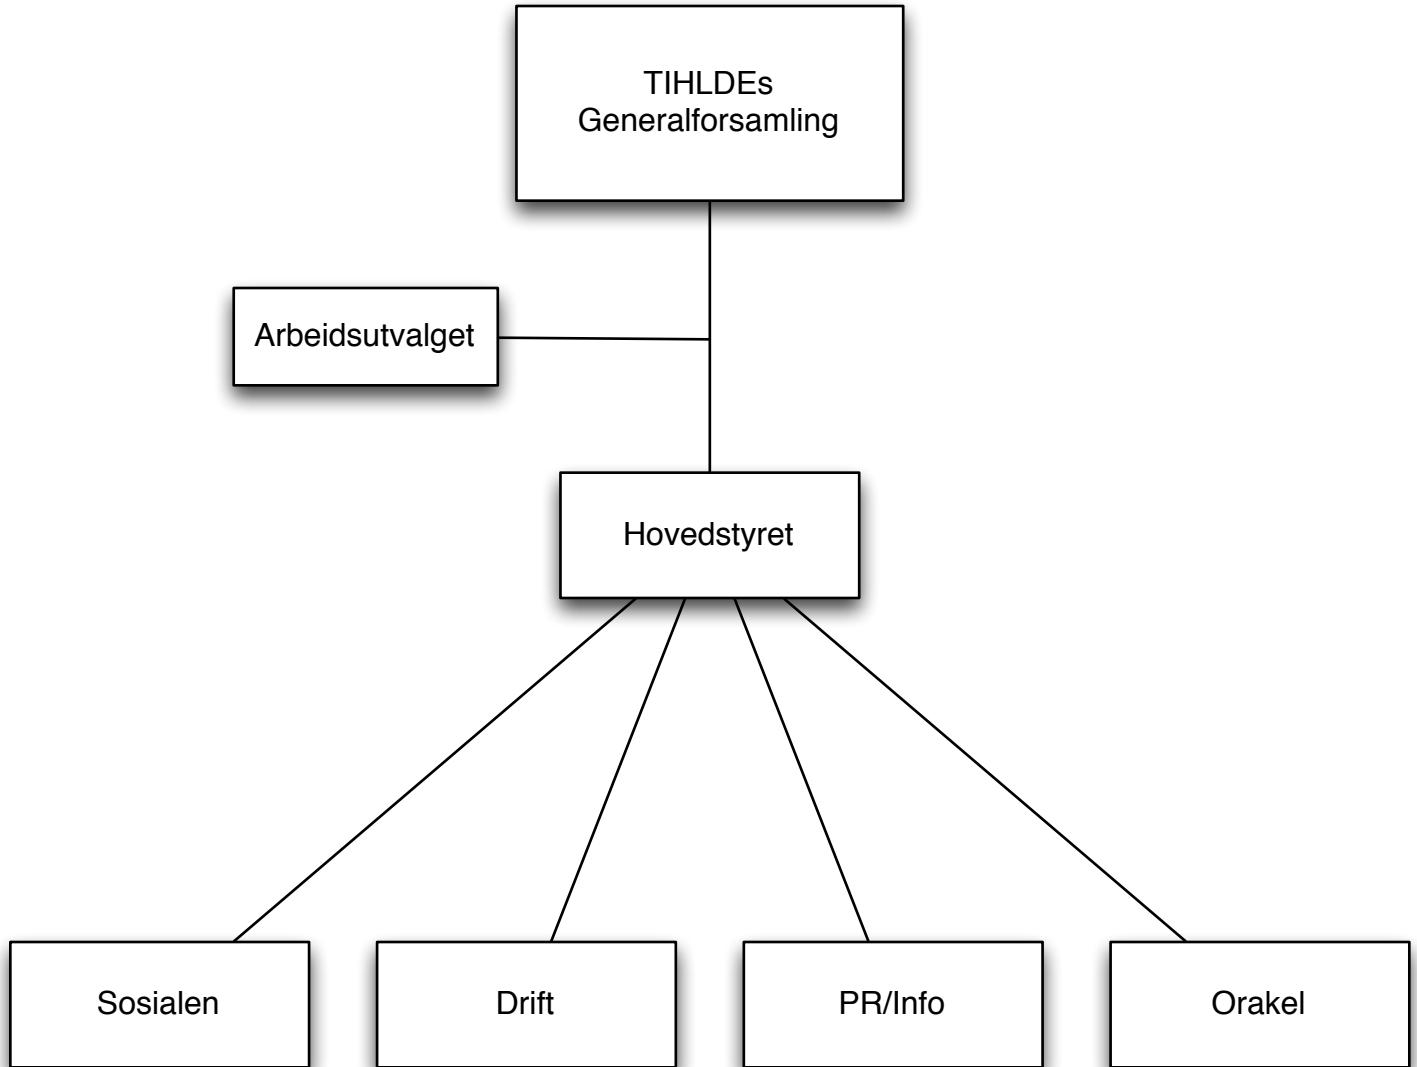 TIHLDEs
Generalforsamling
Arbeidsutvalget
Hovedstyret
Sosialen
Drift
PR/Info
Orakel